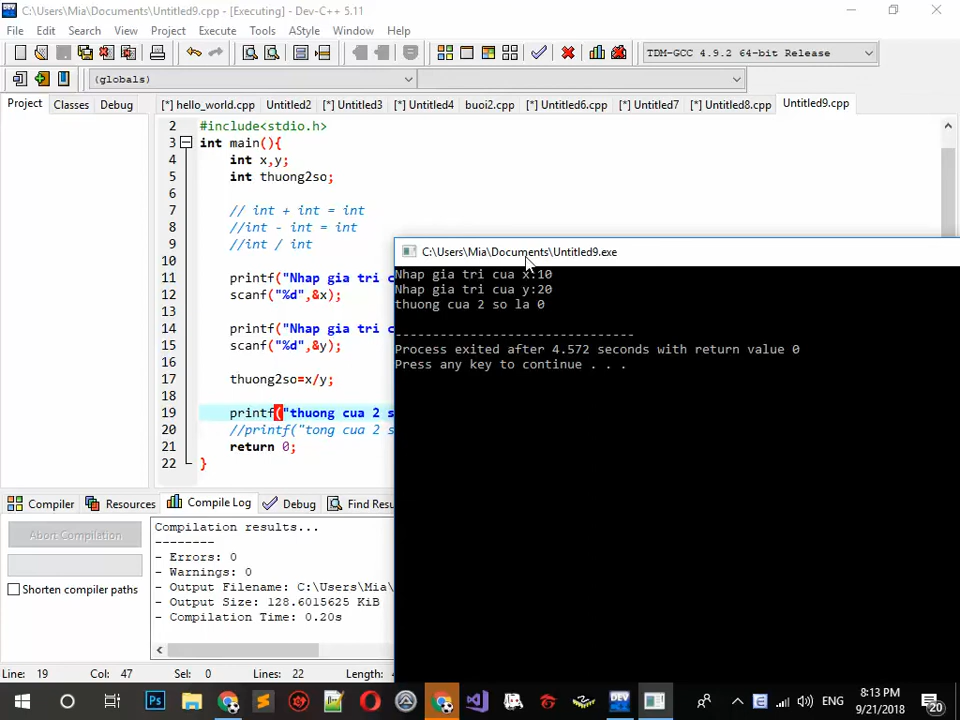 C:\Users\Mia\Documents\Untitled9.cpp - [Executing] - Dev-C++ 5.11
File Edit Search View Project Execute Tools AStyle Window Help
TDM-GCC 4.9.2 64-bit Release
(globals)
Project Classes Debug [*] hello_world.cpp Untitled2 [*] Untitled3 [*] Untitled4 buoi2.cpp [*] Untitled6.cpp [*] Untitled7 [*] Untitled8.cpp Untitled9.cpp
2 #include<stdio.h>
3 int main(){
4 int x,y;
5 int thuong2so;
6
7 // int + int = int
8 //int - int = int
9 //int / int
10
11 printf("Nhap gia tri c
12 scanf("%d",&x);
13
14 printf("Nhap gia tri c
15 scanf("%d",&y);
16
17 thuong2so=x/y;
18
19 printf("thuong cua 2 s
20 //printf("tong cua 2 s
21 return 0;
22 }
C:\Users\Mia\Documents\Untitled9.exe
Nhap gia tri cua x:10
Nhap gia tri cua y:20
thuong cua 2 so la 0
--------------------------------
Process exited after 4.572 seconds with return value 0
Press any key to continue . . .
Compiler Resources Compile Log Debug Find Resu
Abort Compilation
Shorten compiler paths
Compilation results...
--------
- Errors: 0
- Warnings: 0
- Output Filename: C:\Users\Mia\
- Output Size: 128.6015625 KiB
- Compilation Time: 0.20s
Line: 19 Col: 47 Sel: 0 Lines: 22 Length:
ENG
8:13 PM
9/21/2018
20